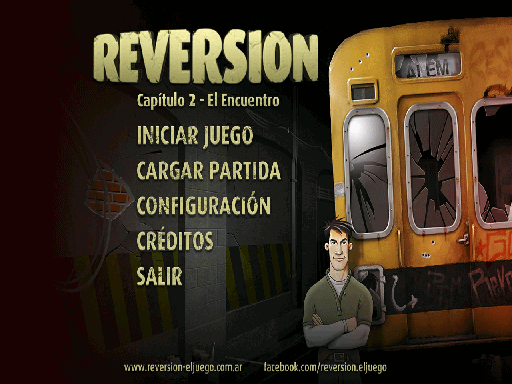 REVERSION
Capítulo 2 - El Encuentro
INICIAR JUEGO
CARGAR PARTIDA
CONFIGURACIÓN
CRÉDITOS
SALIR
ALEM
www.reversion-eljuego.com.ar
facebook.com/reversion.eljuego